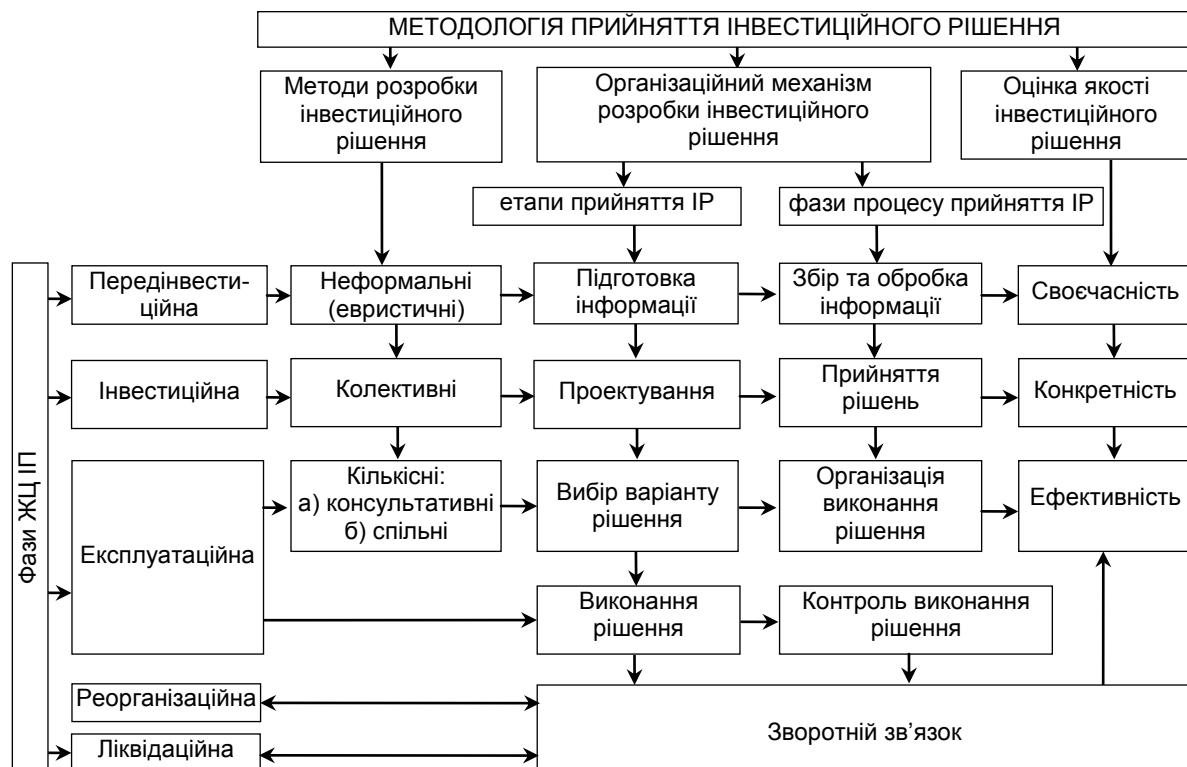 МЕТОДОЛОГІЯ ПРИЙНЯТТЯ ІНВЕСТИЦІЙНОГО РІШЕННЯ
Методи розробки
інвестиційного
рішення
Організаційний механізм
розробки інвестиційного
рішення
Оцінка якості
інвестиційного
рішення
етапи прийняття ІР
фази процесу прийняття ІР
Фази ЖЦ ІП
Передінвести-
ційна
Неформальні
(евристичні)
Підготовка
інформації
Збір та обробка
інформації
Своєчасність
Інвестиційна
Колективні
Проектування
Прийняття
рішень
Конкретність
Експлуатаційна
Кількісні:
а) консультативні
б) спільні
Вибір варіанту
рішення
Організація
виконання
рішення
Ефективність
Виконання
рішення
Контроль виконання
рішення
Реорганізаційна
Ліквідаційна
Зворотній зв’язок